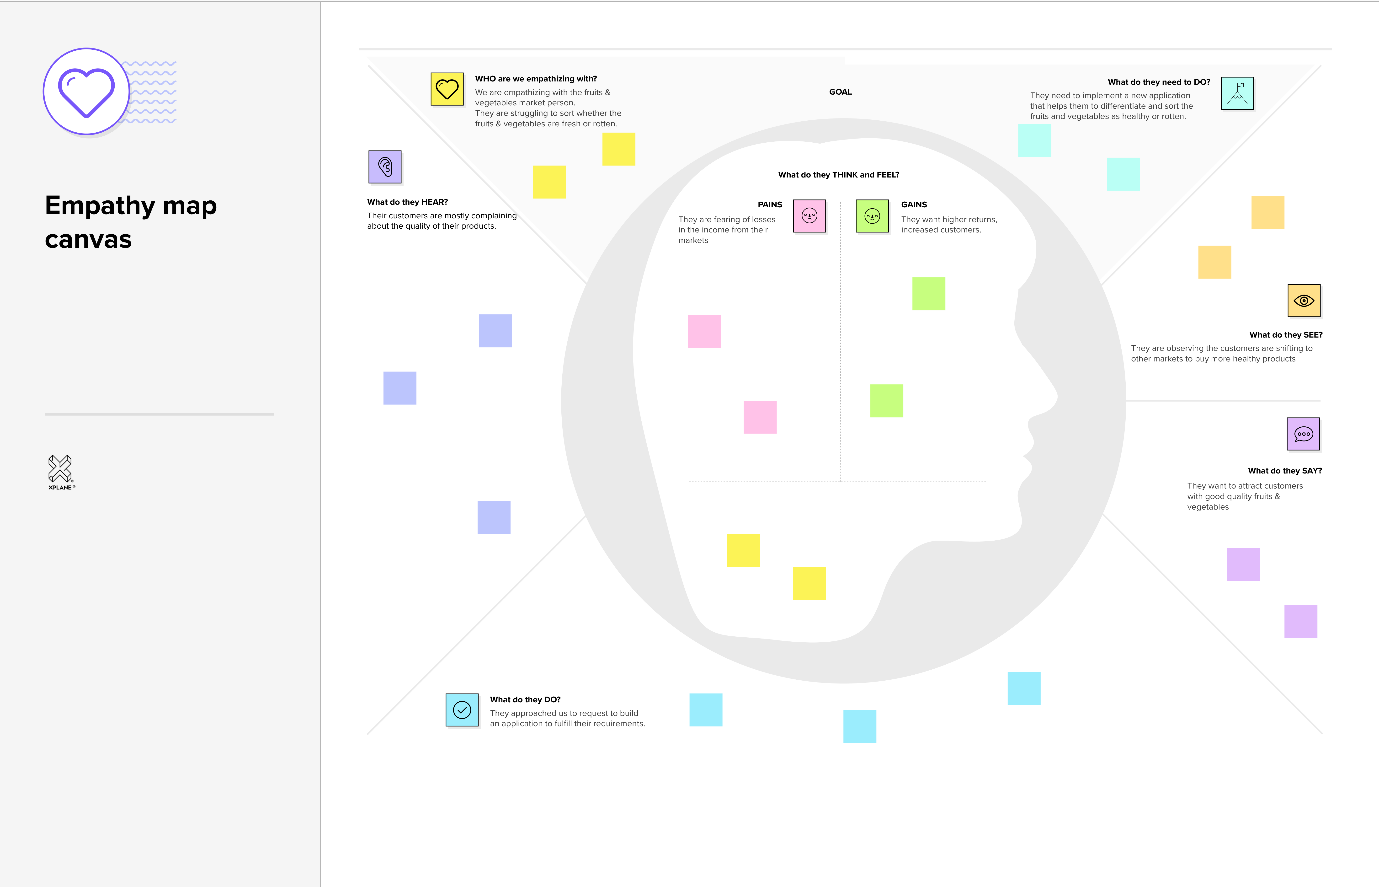 Empathy map
canvas
XPLANE
WHO are we empathizing with?
We are empathizing with the fruits &
vegetables market person.
They are struggling to sort whether the
fruits & vegetables are fresh or rotten.
GOAL
What do they need to DO?
They need to implement a new application
that helps them to differentiate and sort the
fruits and vegetables as healthy or rotten.
What do they HEAR?
Their customers are mostly complaining
about the quality of their products.
What do they THINK and FEEL?
PAINS
They are fearing of losses
in the income from their
markets
GAINS
They want higher returns,
increased customers.
What do they SEE?
They are observing the customers are shifting to
other markets to buy more healthy products
What do they SAY?
They want to attract customers
with good quality fruits &
vegetables
What do they DO?
They approached us to request to build
an application to fulfill their requirements.